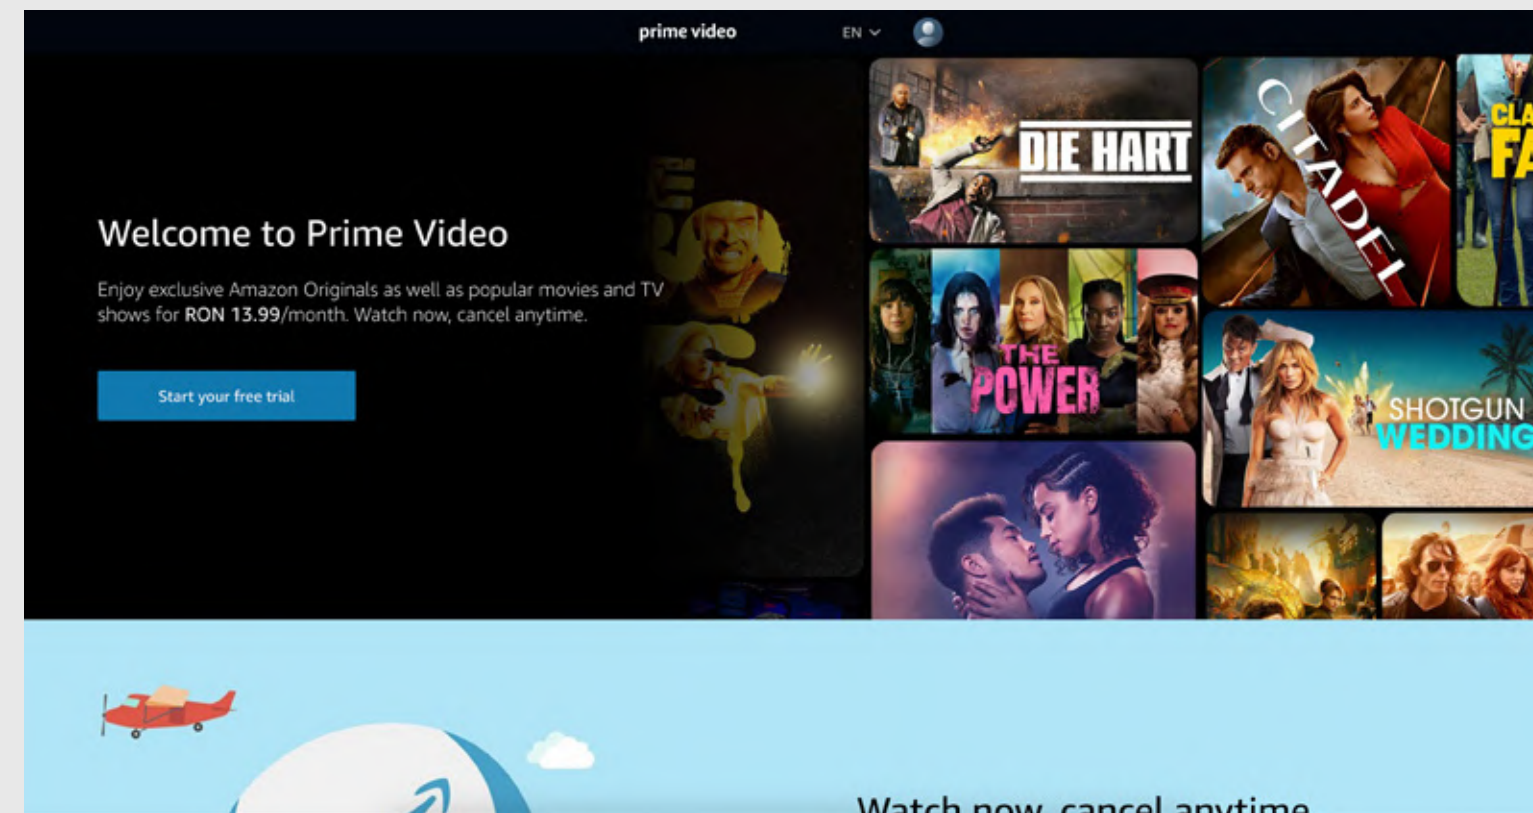 prime video
EN
DIE HART
CITADEL
CLA
FA
Welcome to Prime Video
Enjoy exclusive Amazon Originals as well as popular movies and TV
shows for RON 13.99/month. Watch now, cancel anytime.
THE
POWER
Start your free trial
SHOTGUN
WEDDING
Watch now, cancel anytime